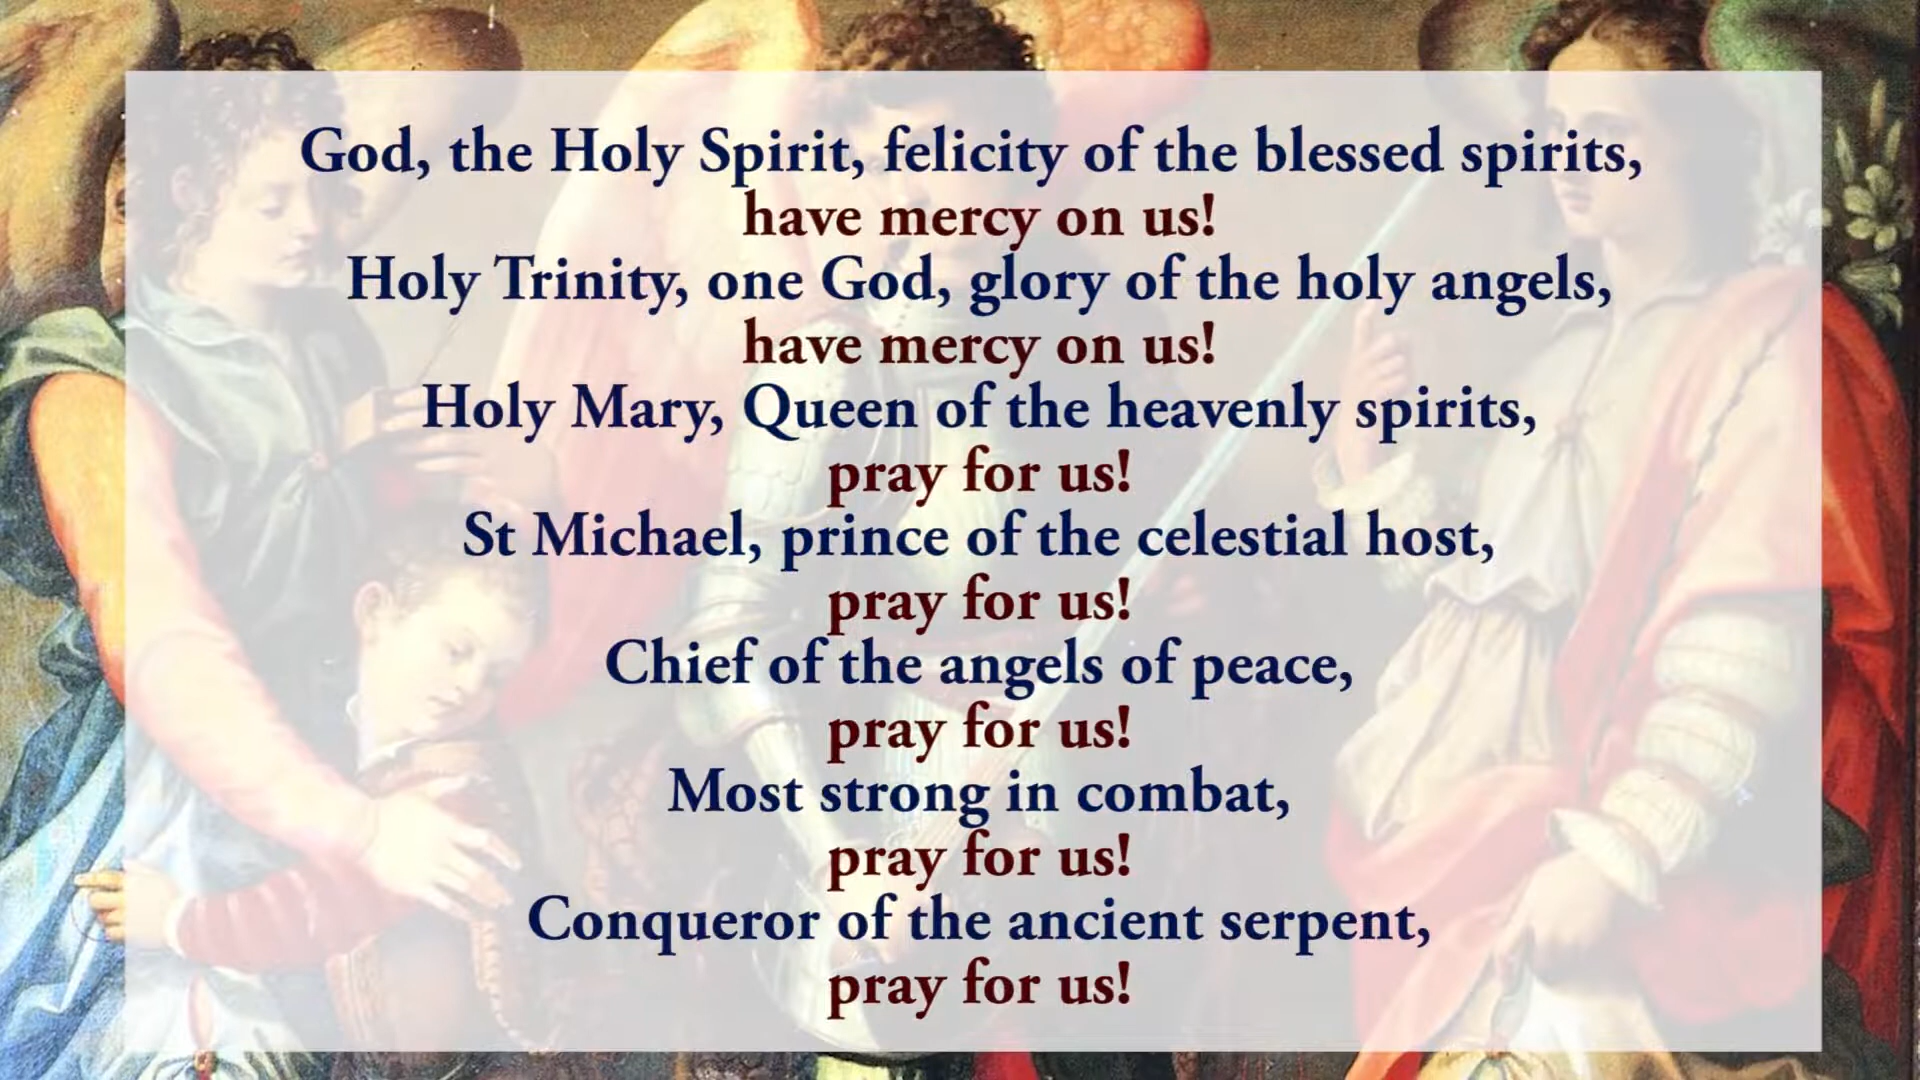 God, the Holy Spirit, felicity of the blessed spirits,
have mercy on us!
Holy Trinity, one God, glory of the holy angels,
have mercy on us!
Holy Mary, Queen of the heavenly spirits,
pray for us!
St Michael, prince of the celestial host,
pray for us!
Chief of the angels of peace,
pray for us!
Most strong in combat,
pray for us!
Conqueror of the ancient serpent,
pray for us!